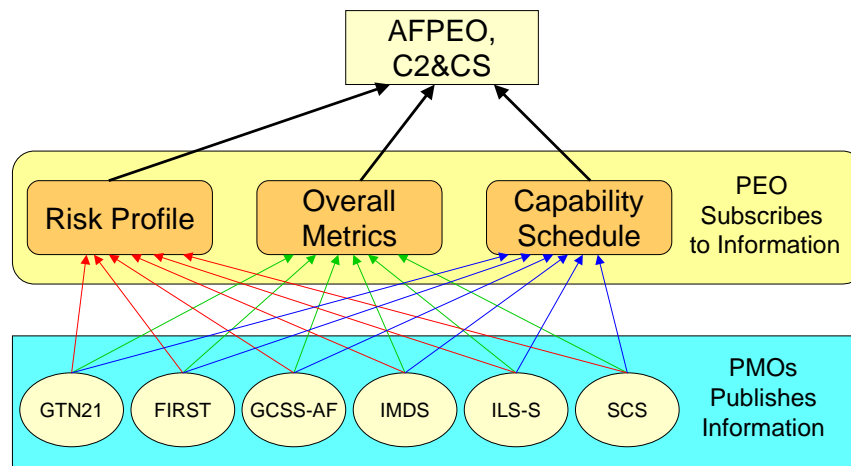 AFPEO,
C2&CS
Risk Profile
Overall
Metrics
Capability
Schedule
PEO
Subscribes
to Information
GTN21
FIRST
GCSS-AF
IMDS
ILS-S
SCS
PMOs
Publishes
Information